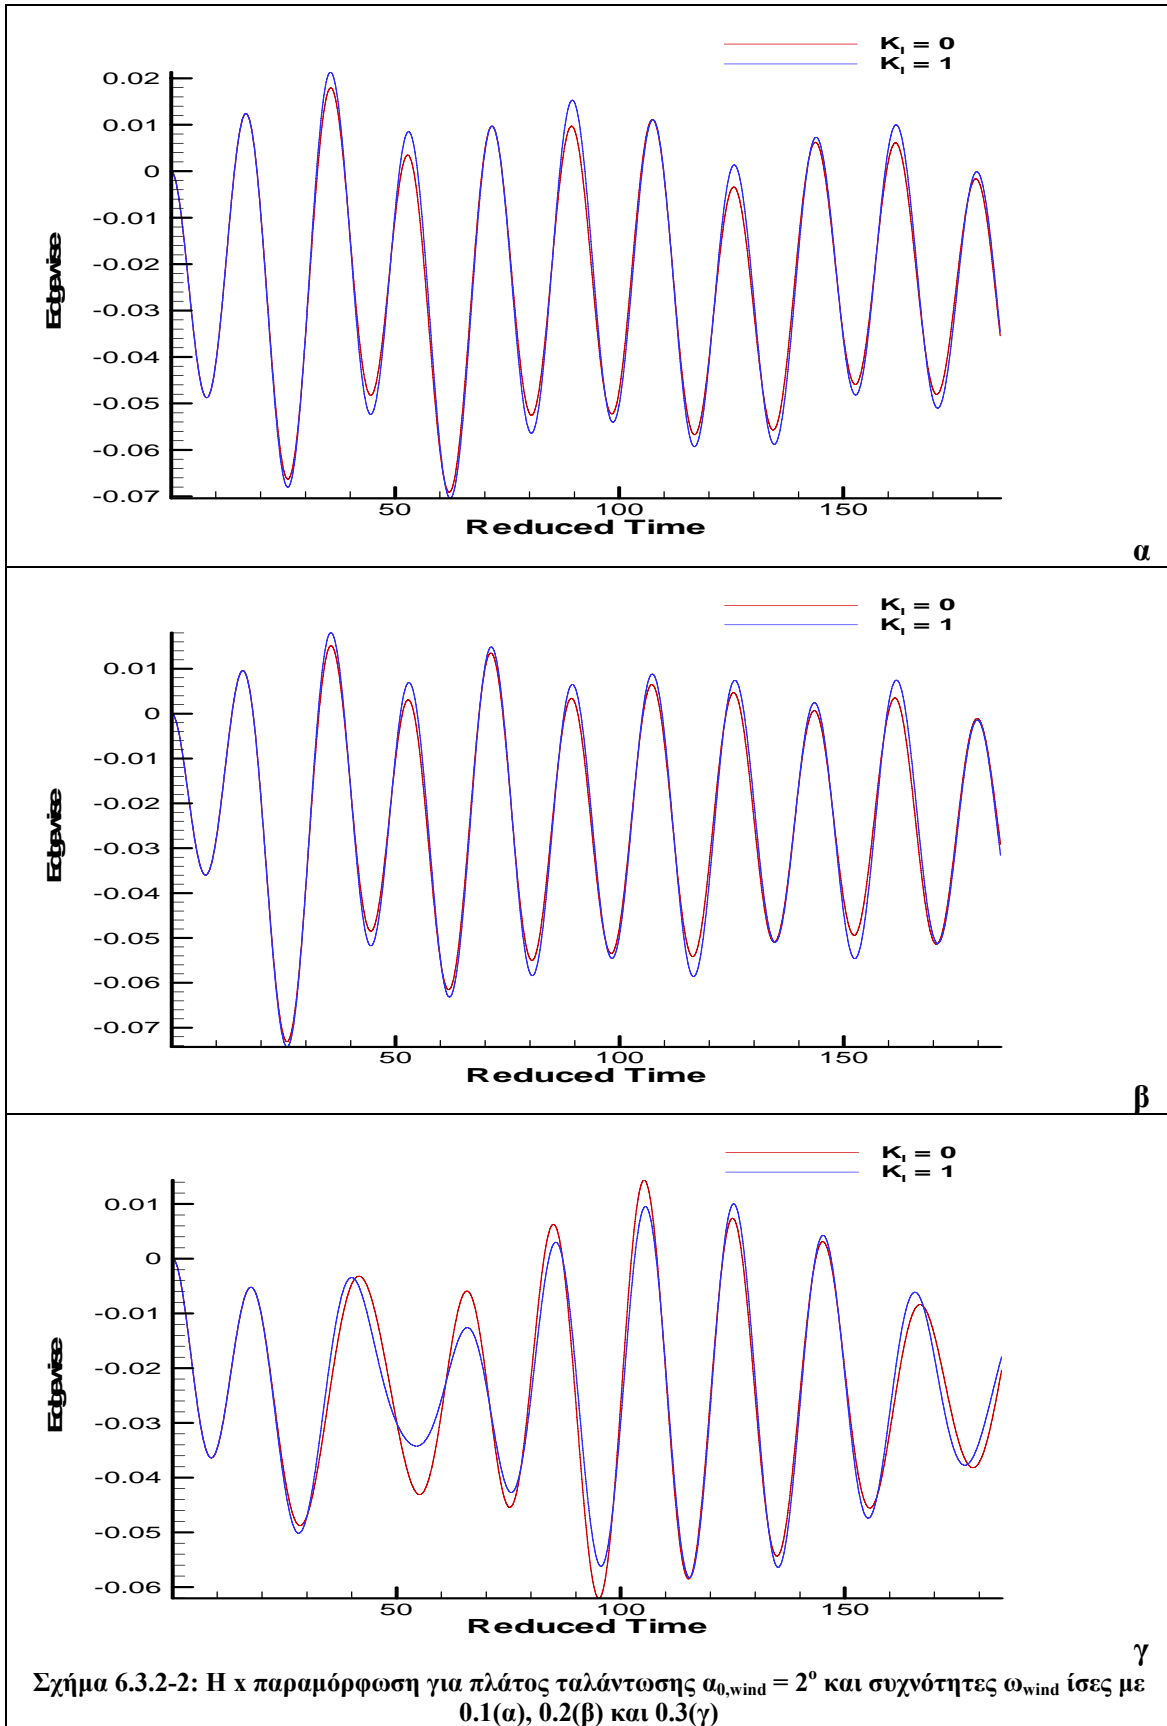 K_I = 0
K_I = 1
0.02
0.01
0
-0.01
-0.02
-0.03
-0.04
-0.05
-0.06
-0.07
Edgewise
50 100 150
Reduced Time
α
K_I = 0
K_I = 1
0.01
0
-0.01
-0.02
-0.03
-0.04
-0.05
-0.06
-0.07
Edgewise
50 100 150
Reduced Time
β
K_I = 0
K_I = 1
0.01
0
-0.01
-0.02
-0.03
-0.04
-0.05
-0.06
Edgewise
50 100 150
Reduced Time
γ
Σχήμα 6.3.2-2: Η x παραμόρφωση για πλάτος ταλάντωσης α0,wind = 2º και συχνότητες ωwind ίσες με
0.1(α), 0.2(β) και 0.3(γ)